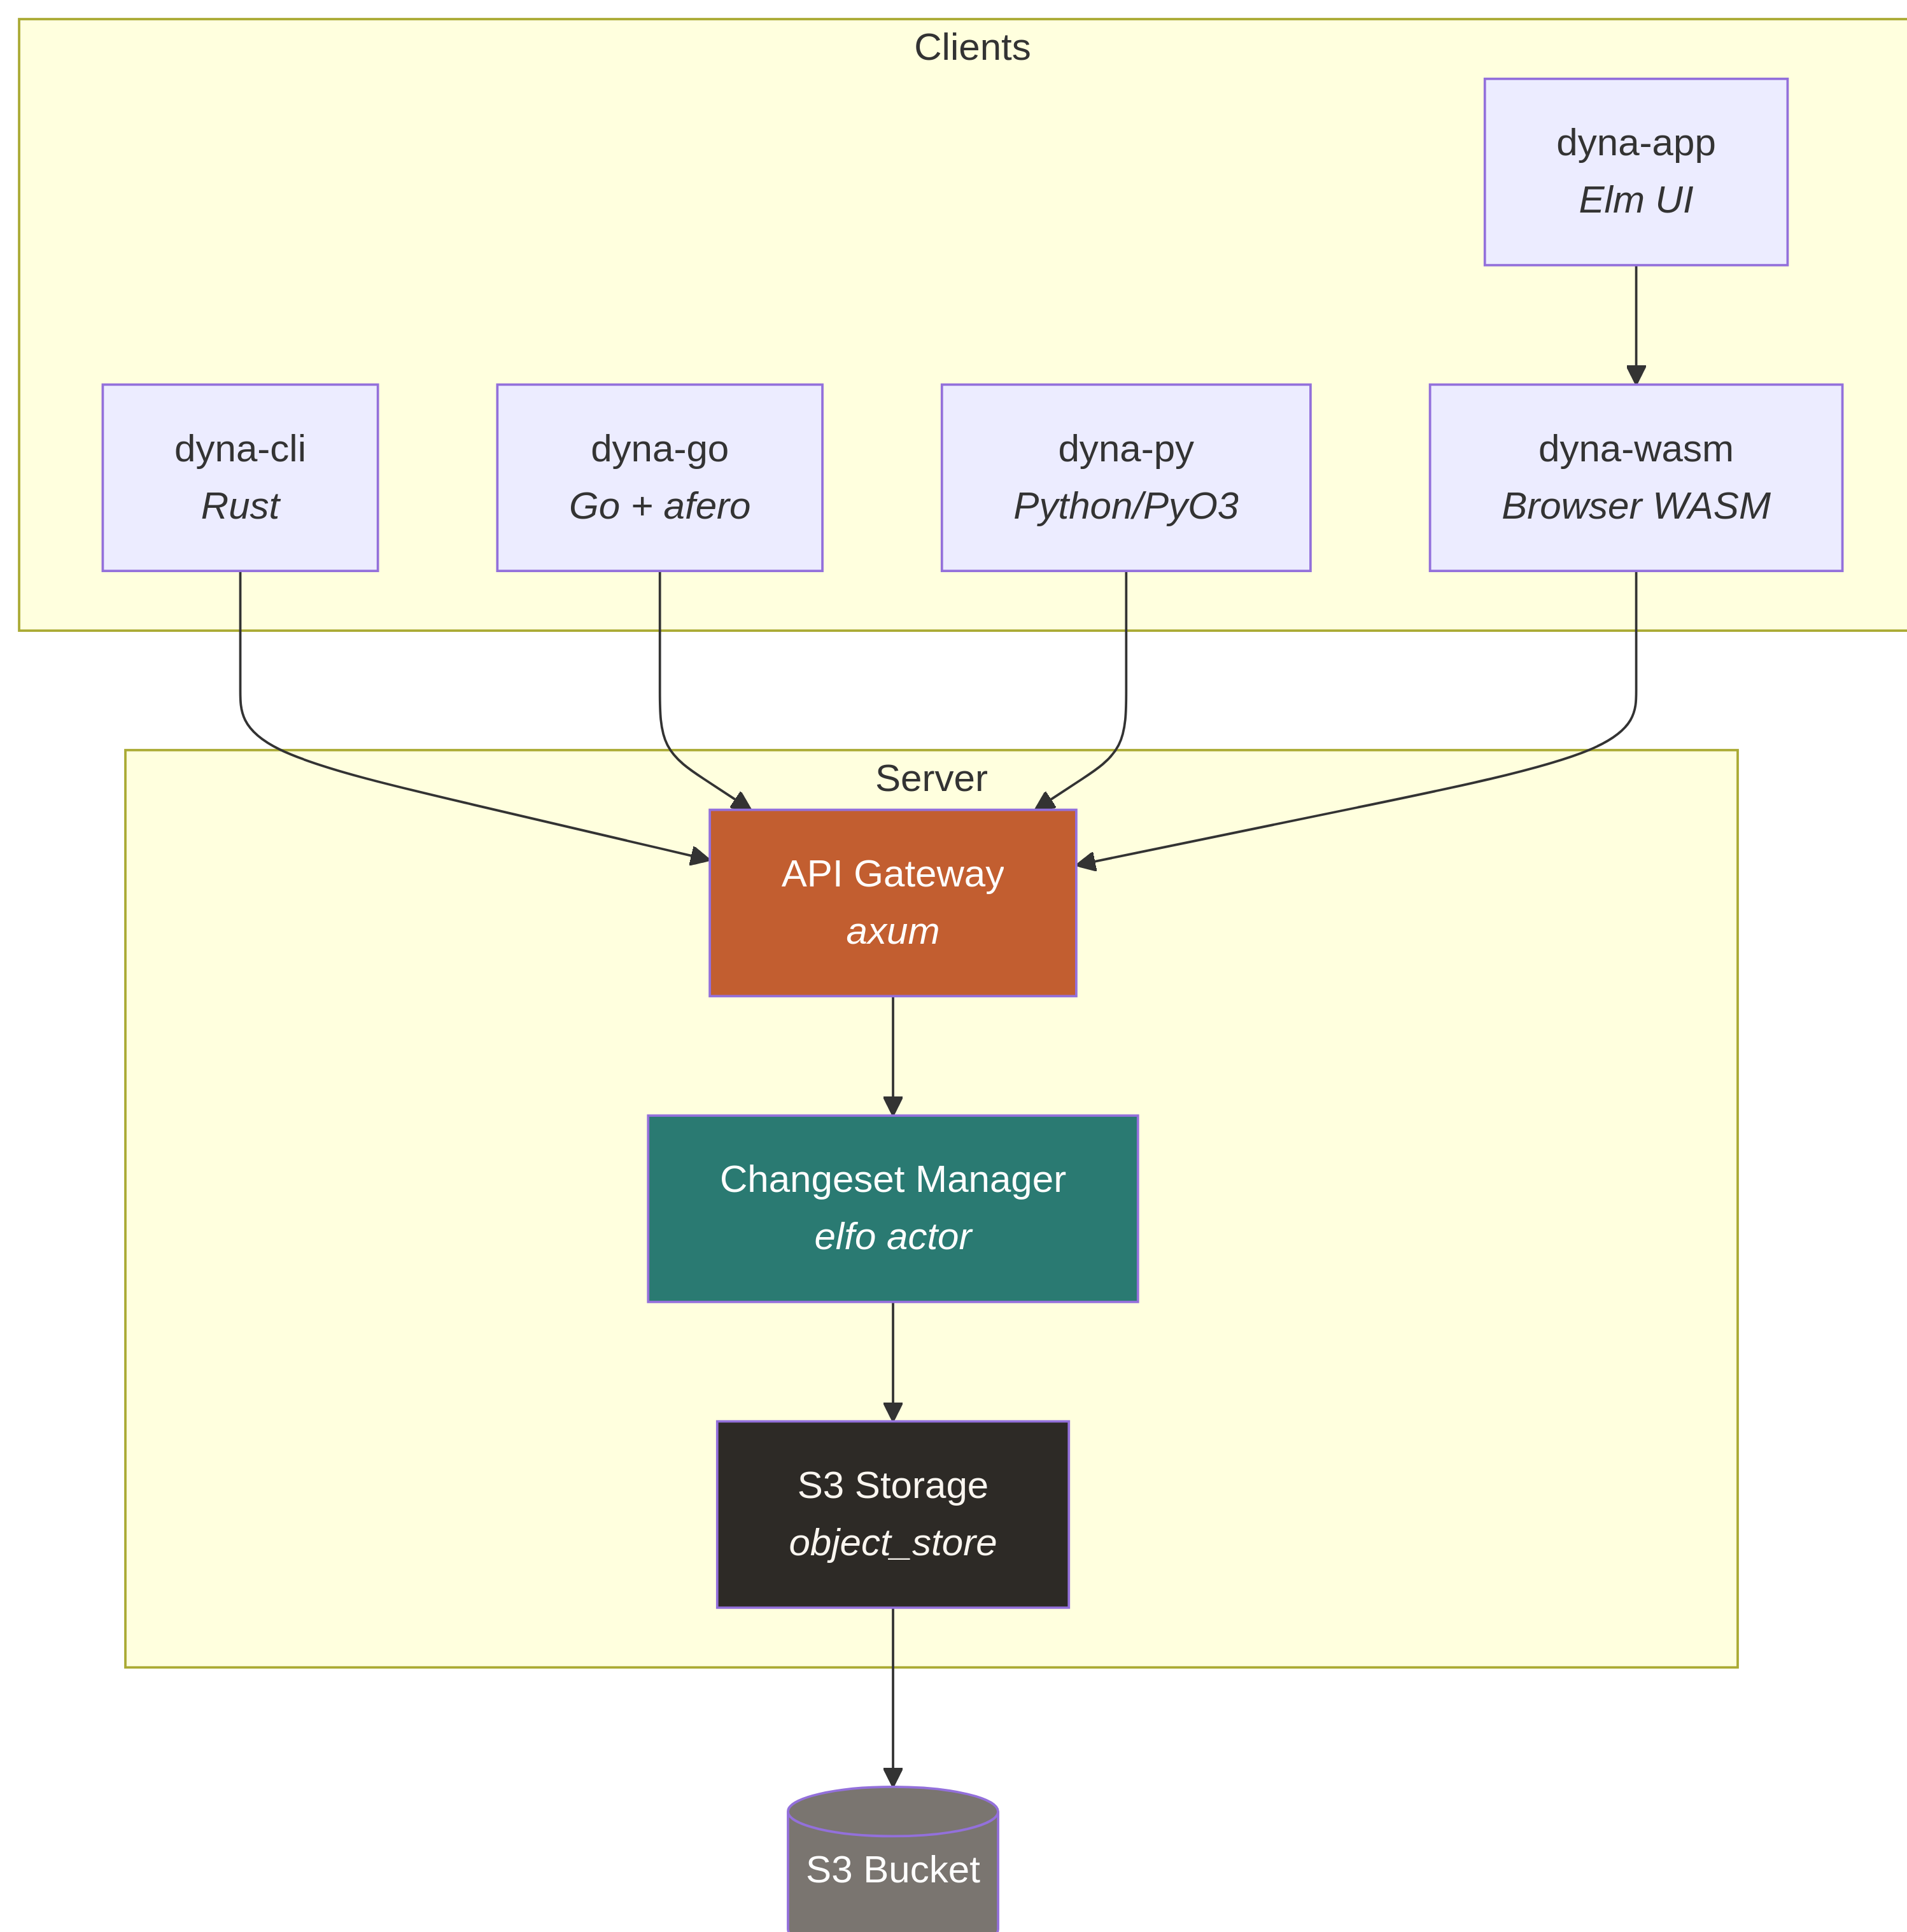 Clients
dyna-app
Elm UI
dyna-cli
Rust
dyna-go
Go + afero
dyna-py
Python/PyO3
dyna-wasm
Browser WASM
Server
API Gateway
axum
Changeset Manager
elfo actor
S3 Storage
object_store
S3 Bucket